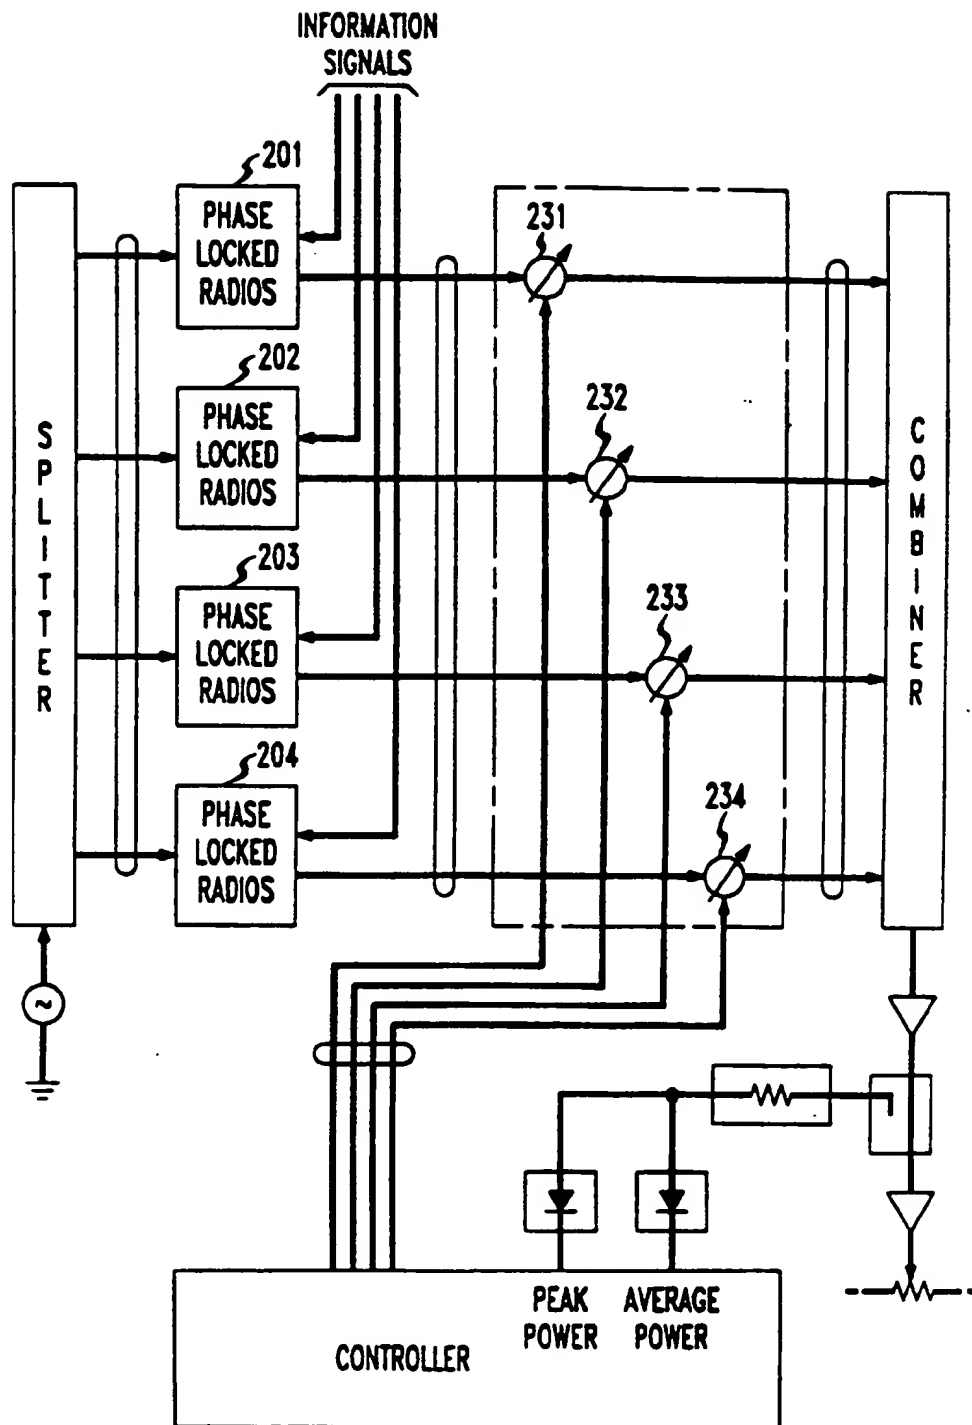 INFORMATION
SIGNALS
201
PHASE
LOCKED
RADIOS
202
PHASE
LOCKED
RADIOS
203
PHASE
LOCKED
RADIOS
204
PHASE
LOCKED
RADIOS
SPLITTER
231
232
233
234
COMBINER
~
PEAK
POWER
AVERAGE
POWER
CONTROLLER